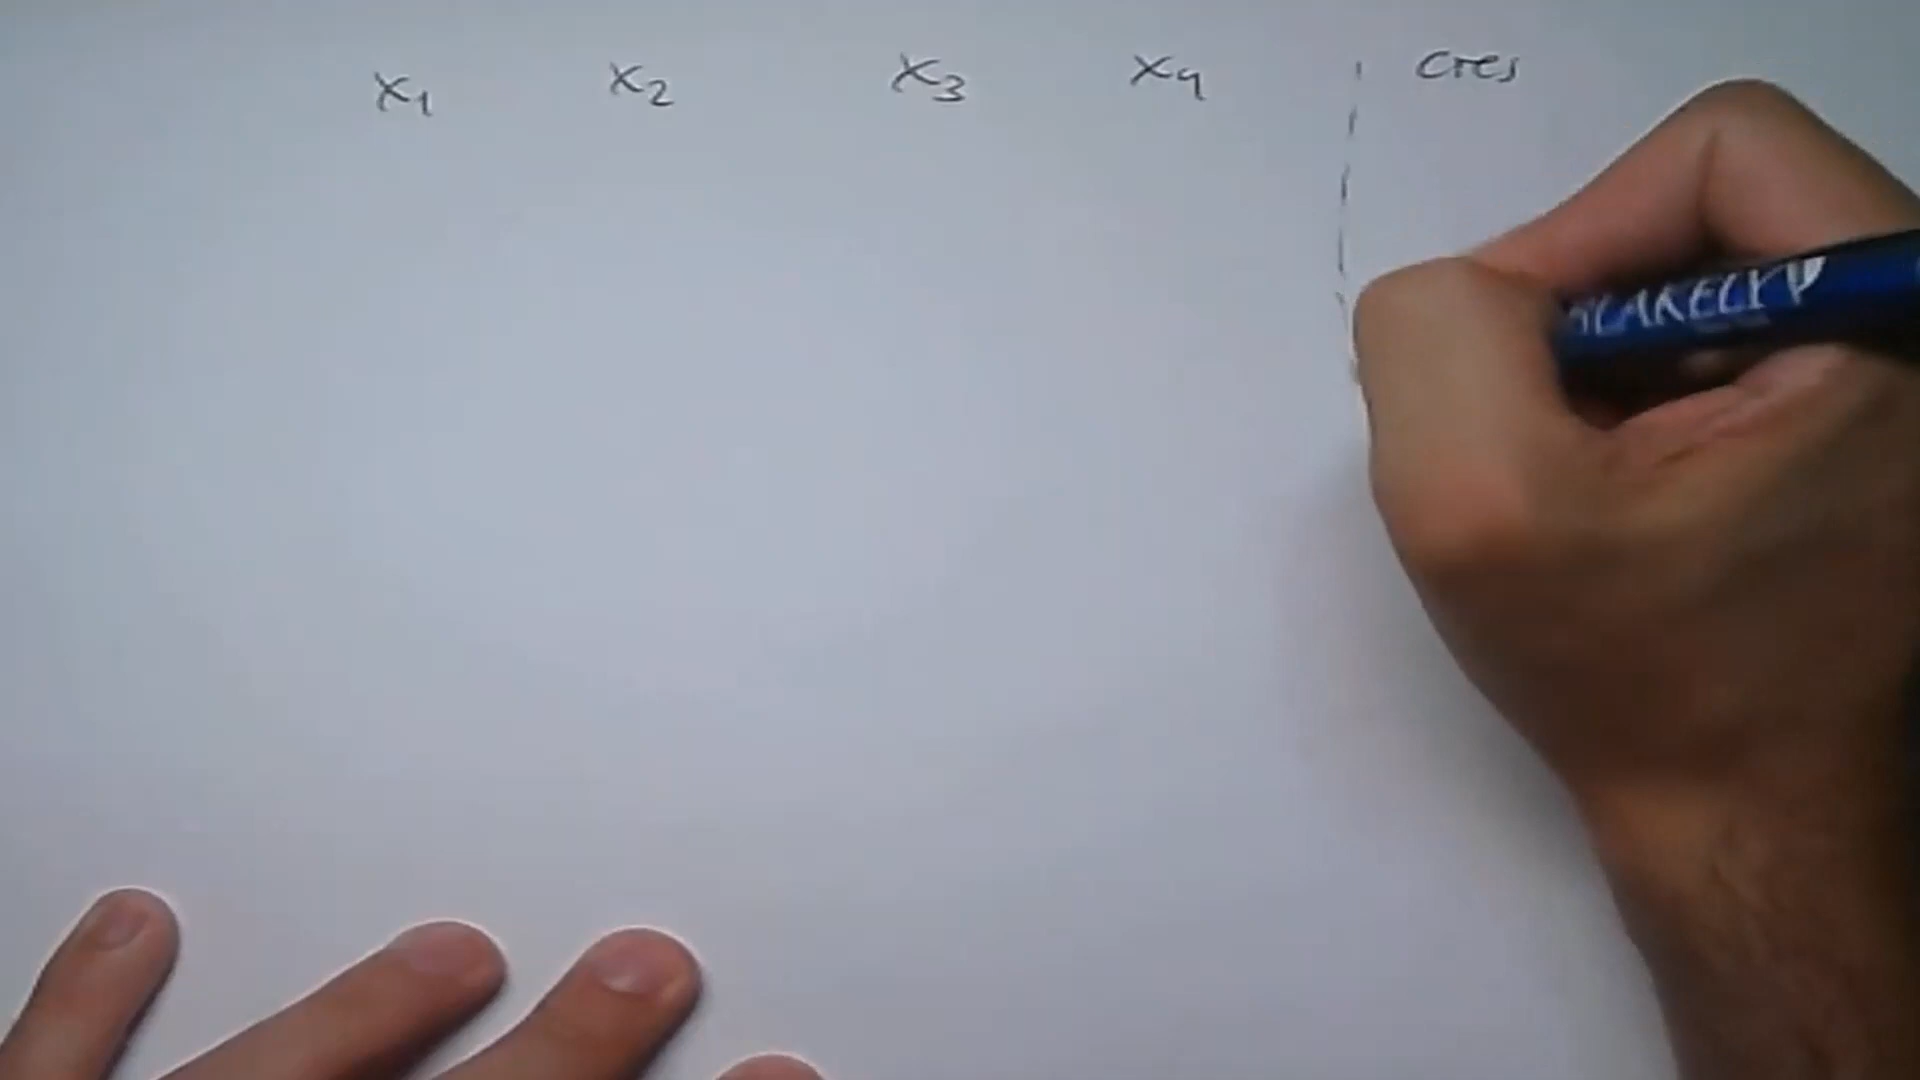 x₁ x₂ x₃ x₄ cres